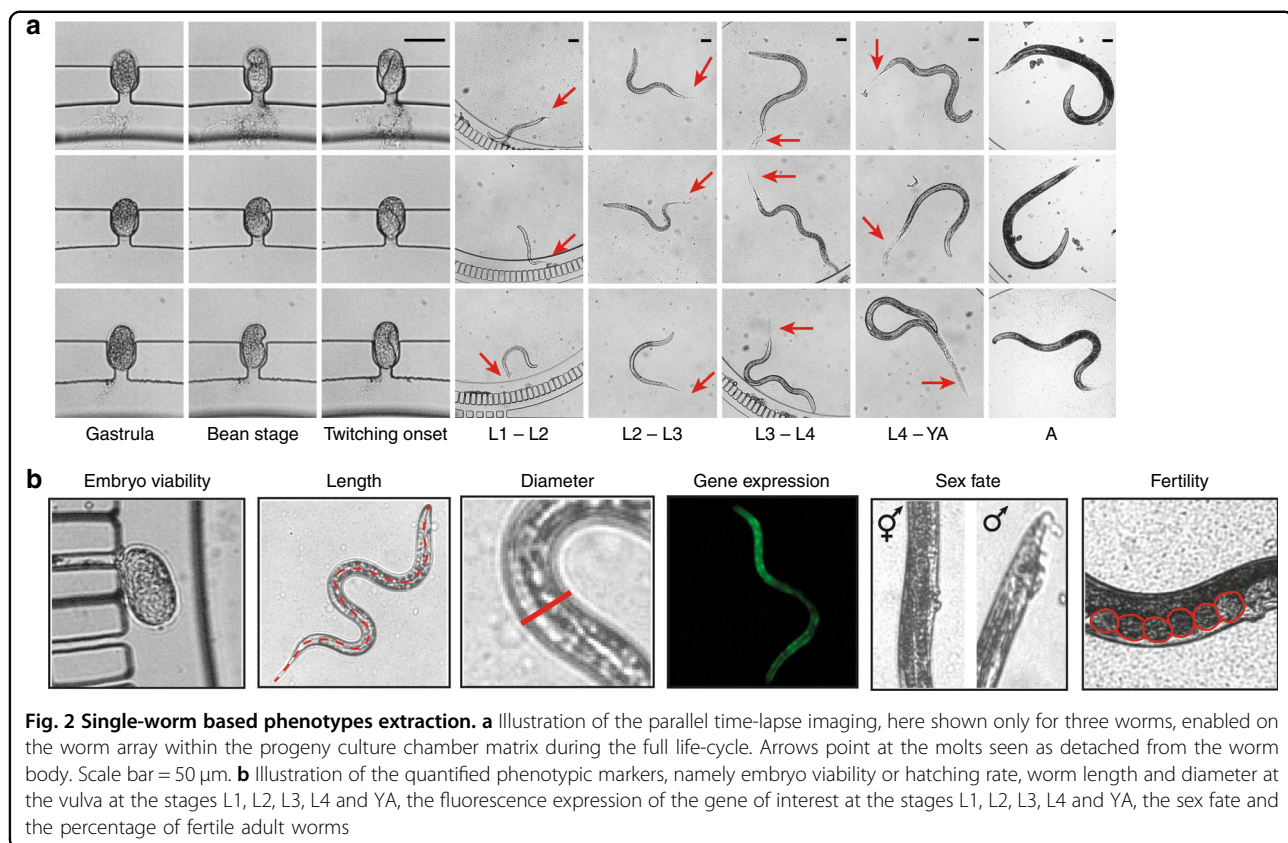 a
Gastrula Bean stage Twitching onset L1 – L2 L2 – L3 L3 – L4 L4 – YA A
b
Embryo viability Length Diameter Gene expression Sex fate Fertility
⚥ ♂
Fig. 2 Single-worm based phenotypes extraction. a Illustration of the parallel time-lapse imaging, here shown only for three worms, enabled on
the worm array within the progeny culture chamber matrix during the full life-cycle. Arrows point at the molts seen as detached from the worm
body. Scale bar = 50 μm. b Illustration of the quantified phenotypic markers, namely embryo viability or hatching rate, worm length and diameter at
the vulva at the stages L1, L2, L3, L4 and YA, the fluorescence expression of the gene of interest at the stages L1, L2, L3, L4 and YA, the sex fate and
the percentage of fertile adult worms